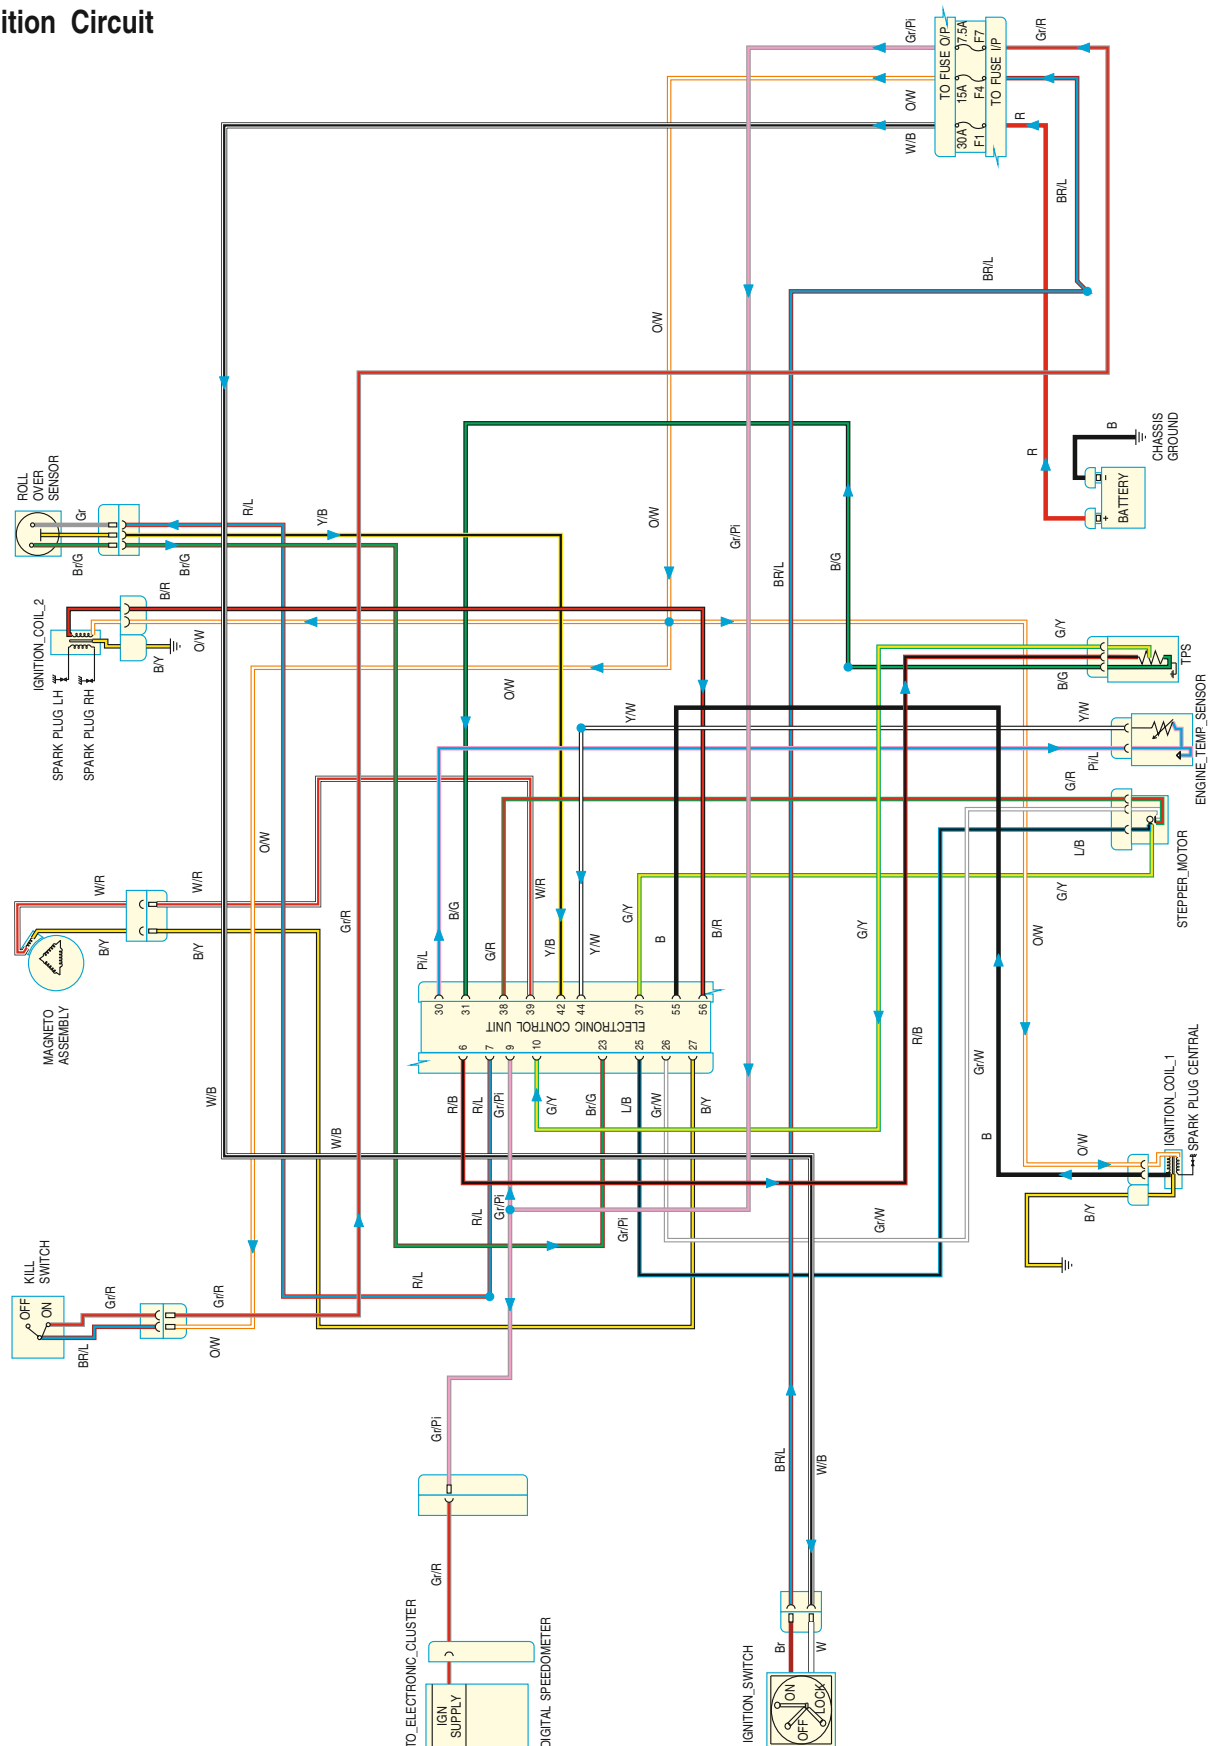 ition Circuit
Gr/Pi
TO FUSE O/P
7.5A
F7
15A
F4
30A
F1
TO FUSE I/P
Gr/R
O/W
W/B
R
BR/L
BR/L
O/W
ROLL
OVER
SENSOR
Gr
Br/G
Br/G
R/L
Y/B
O/W
Gr/Pi
BR/L
B/G
R
B
CHASSIS
GROUND
BATTERY
+
-
IGNITION_COIL_2
SPARK PLUG LH
SPARK PLUG RH
B/R
B/Y
O/W
O/W
Y/W
G/Y
B/G
TPS
Y/W
Pi/L
ENGINE_TEMP_SENSOR
G/R
L/B
G/Y
STEPPER_MOTOR
W/R
B/Y
W/R
B/Y
MAGNETO
ASSEMBLY
O/W
Gr/R
W/B
Pi/L
B/G
G/R
W/R
Y/B
Y/W
G/Y
B
B/R
G/Y
R/B
O/W
30
31
38
39
42
44
37
55
56
ELECTRONIC CONTROL UNIT
6
7
9
10
23
25
26
27
R/B
R/L
Gr/Pi
G/Y
Br/G
L/B
Gr/W
B/Y
W/B
Gr/W
B
O/W
IGNITION_COIL_1
SPARK PLUG CENTRAL
B/Y
R/L
Gr/Pi
Gr/Pi
Gr/W
KILL
SWITCH
OFF
ON
Gr/R
Gr/R
BR/L
O/W
R/L
Gr/Pi
BR/L
W/B
Gr/R
TO_ELECTRONIC_CLUSTER
IGN
SUPPLY
DIGITAL SPEEDOMETER
IGNITION_SWITCH
Br
W
ON
OFF
LOCK